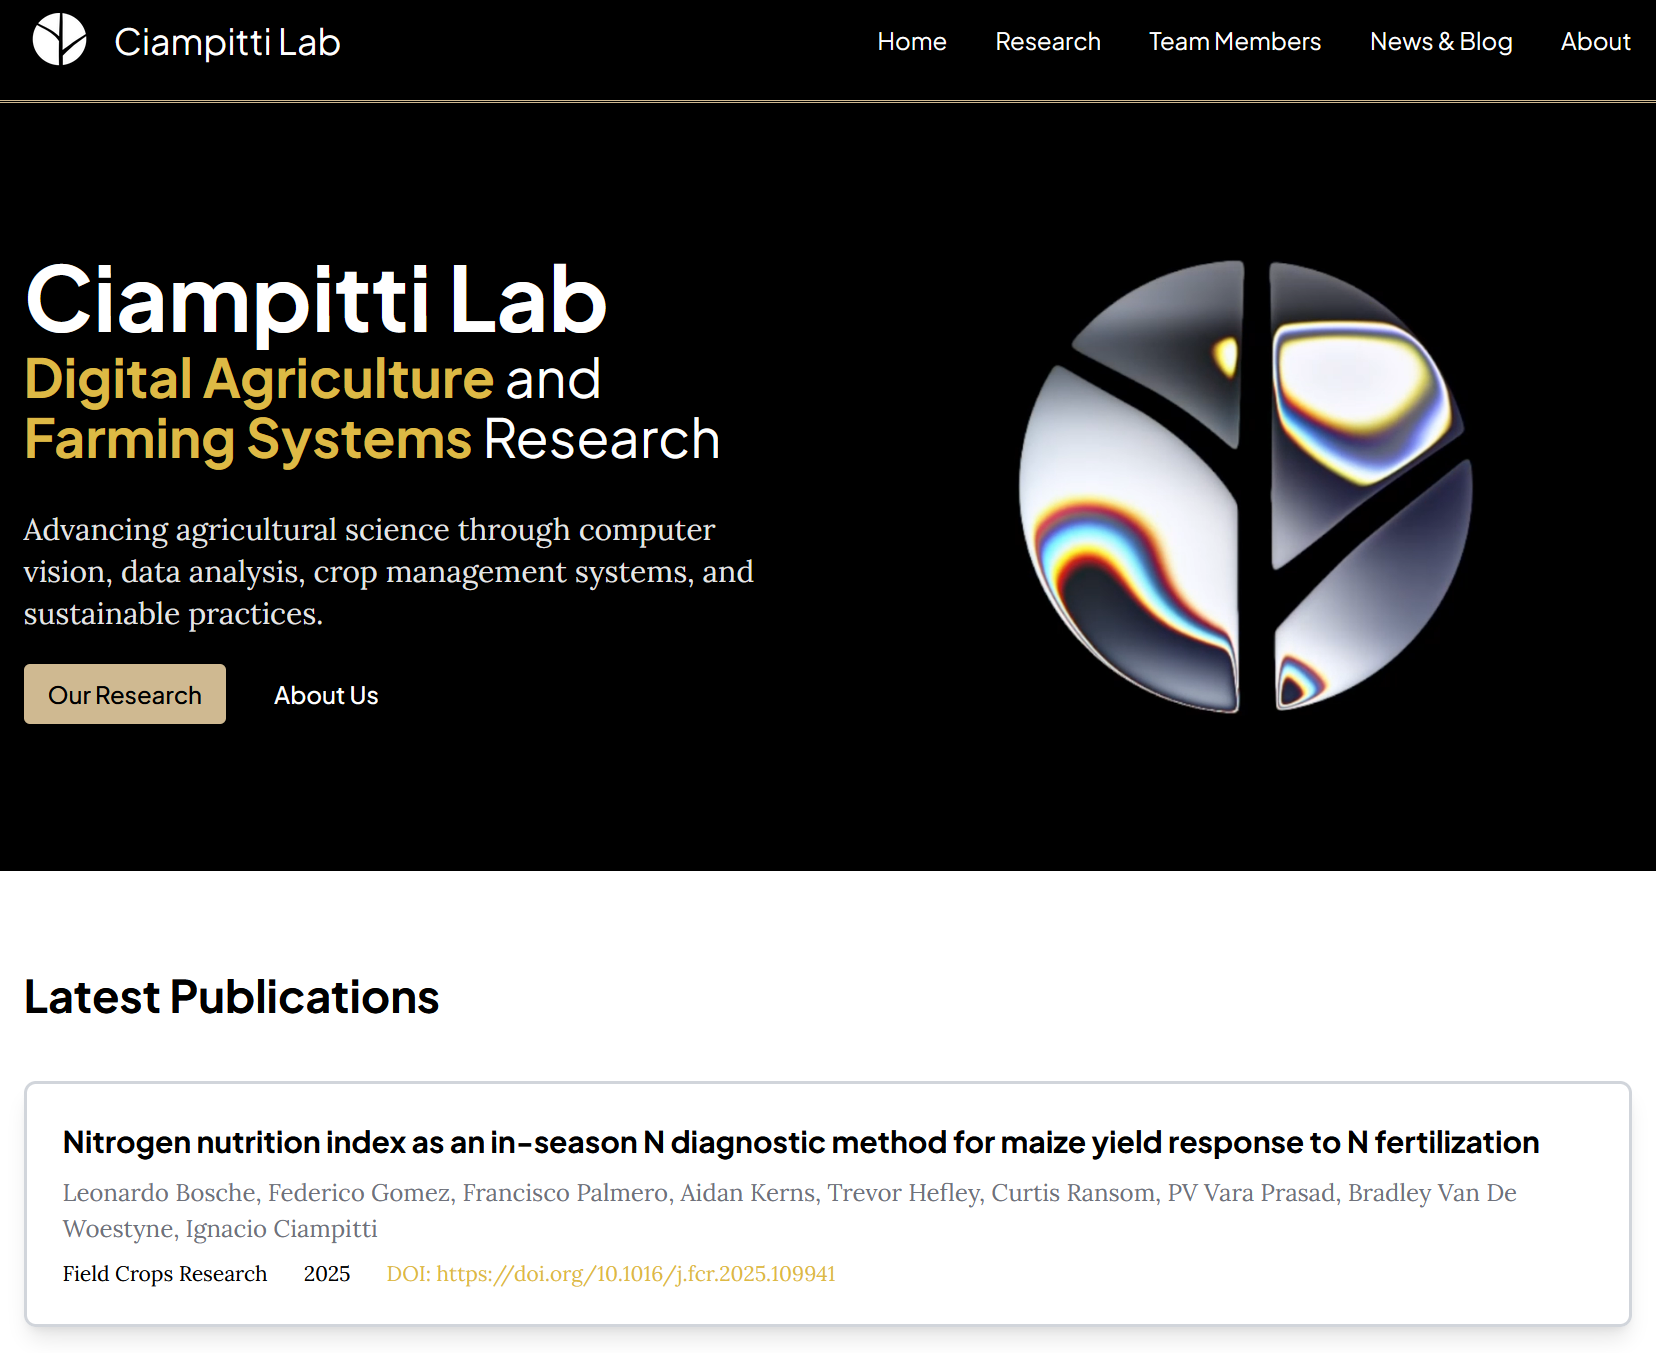 Ciampitti Lab
Home Research Team Members News & Blog About
Ciampitti Lab
Digital Agriculture and
Farming Systems Research
Advancing agricultural science through computer
vision, data analysis, crop management systems, and
sustainable practices.
Our Research About Us
Latest Publications
Nitrogen nutrition index as an in-season N diagnostic method for maize yield response to N fertilization
Leonardo Bosche, Federico Gomez, Francisco Palmero, Aidan Kerns, Trevor Hefley, Curtis Ransom, PV Vara Prasad, Bradley Van De
Woestyne, Ignacio Ciampitti
Field Crops Research 2025 DOI: https://doi.org/10.1016/j.fcr.2025.109941